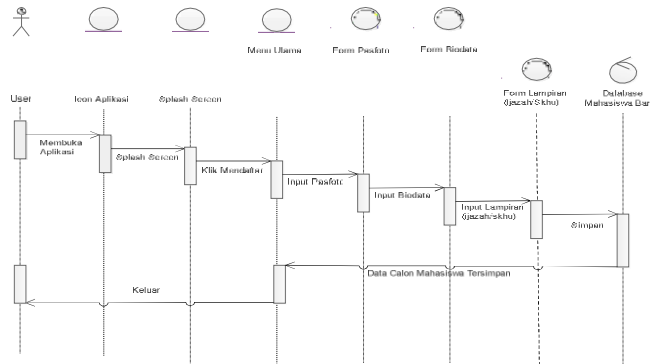 Menu Utama
Form Pasfoto
Form Biodata
User
Icon Aplikasi
Splash Screen
Form Lampiran
(Ijazah/Skhu)
Database
Mahasiswa Bar
Membuka
Aplikasi
Splash Screen
Klik Mendaftar
Input Pasfoto
Input Biodata
Input Lampiran
(ijazah/skhu)
Simpan
Data Calon Mahasiswa Tersimpan
Keluar